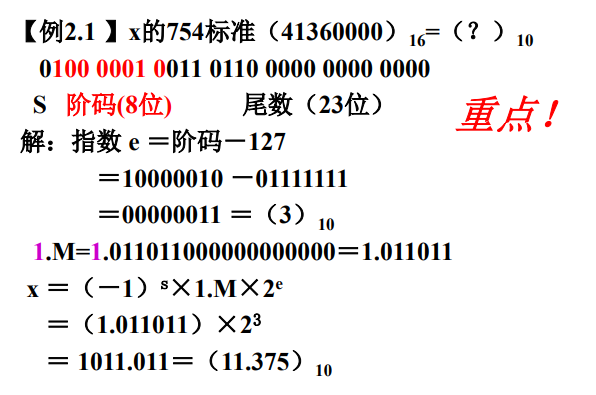 【例2.1 】x的754标准（41360000）16=（？）10
0100 0001 0011 0110 0000 0000 0000
S 阶码(8位) 尾数（23位）
重点！
解：指数 e ＝阶码－127
＝10000010 －01111111
＝00000011 ＝（3）10
1.M=1.011011000000000000＝1.011011
x ＝（－1）s×1.M×2e
＝（1.011011）×23
＝ 1011.011＝（11.375）10